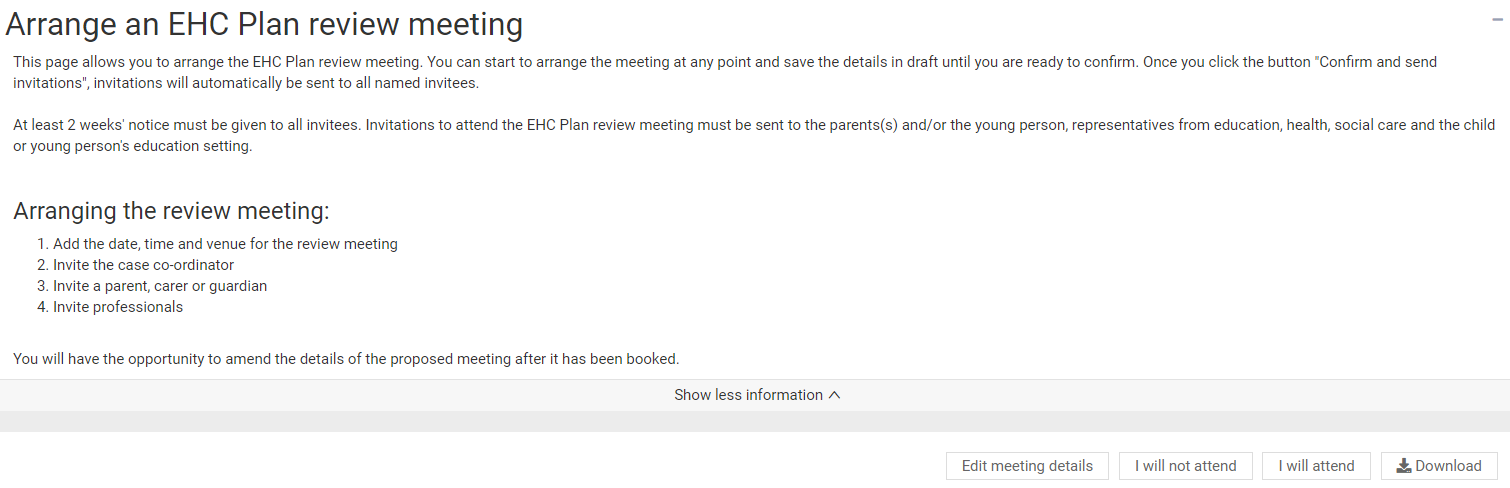 Arrange an EHC Plan review meeting
This page allows you to arrange the EHC Plan review meeting. You can start to arrange the meeting at any point and save the details in draft until you are ready to confirm. Once you click the button "Confirm and send
invitations", invitations will automatically be sent to all named invitees.
At least 2 weeks' notice must be given to all invitees. Invitations to attend the EHC Plan review meeting must be sent to the parents(s) and/or the young person, representatives from education, health, social care and the child
or young person's education setting.
Arranging the review meeting:
1. Add the date, time and venue for the review meeting
2. Invite the case co-ordinator
3. Invite a parent, carer or guardian
4. Invite professionals
You will have the opportunity to amend the details of the proposed meeting after it has been booked.
Show less information
Edit meeting details I will not attend I will attend Download